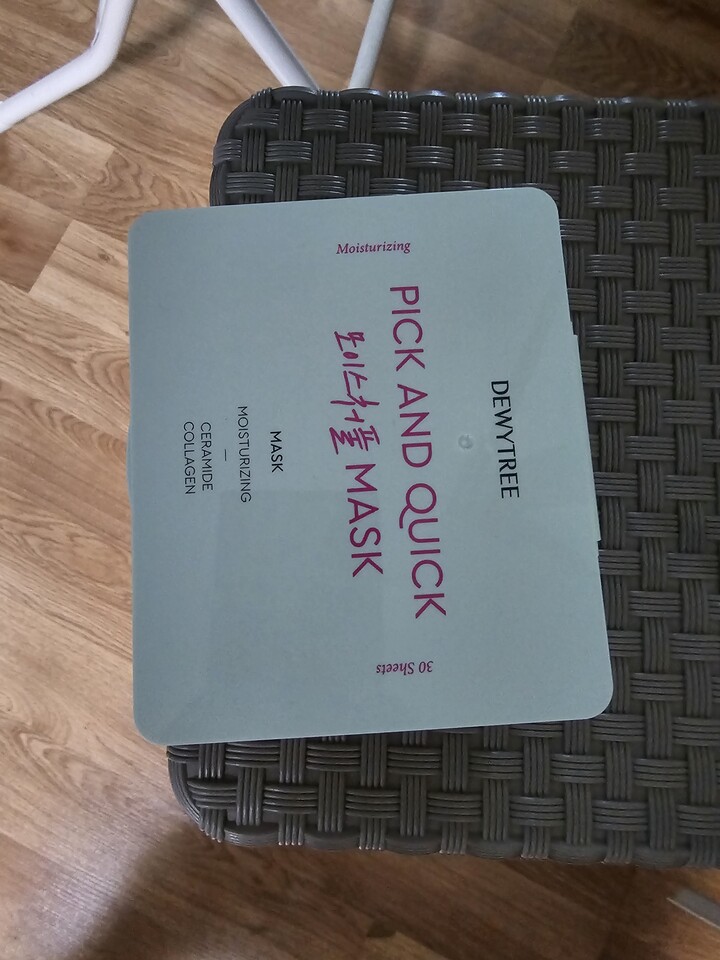 DEWYTREE
Moisturizing
PICK AND QUICK
모이스처풀 MASK
30 Sheets
MASK
MOISTURIZING
—
CERAMIDE
COLLAGEN